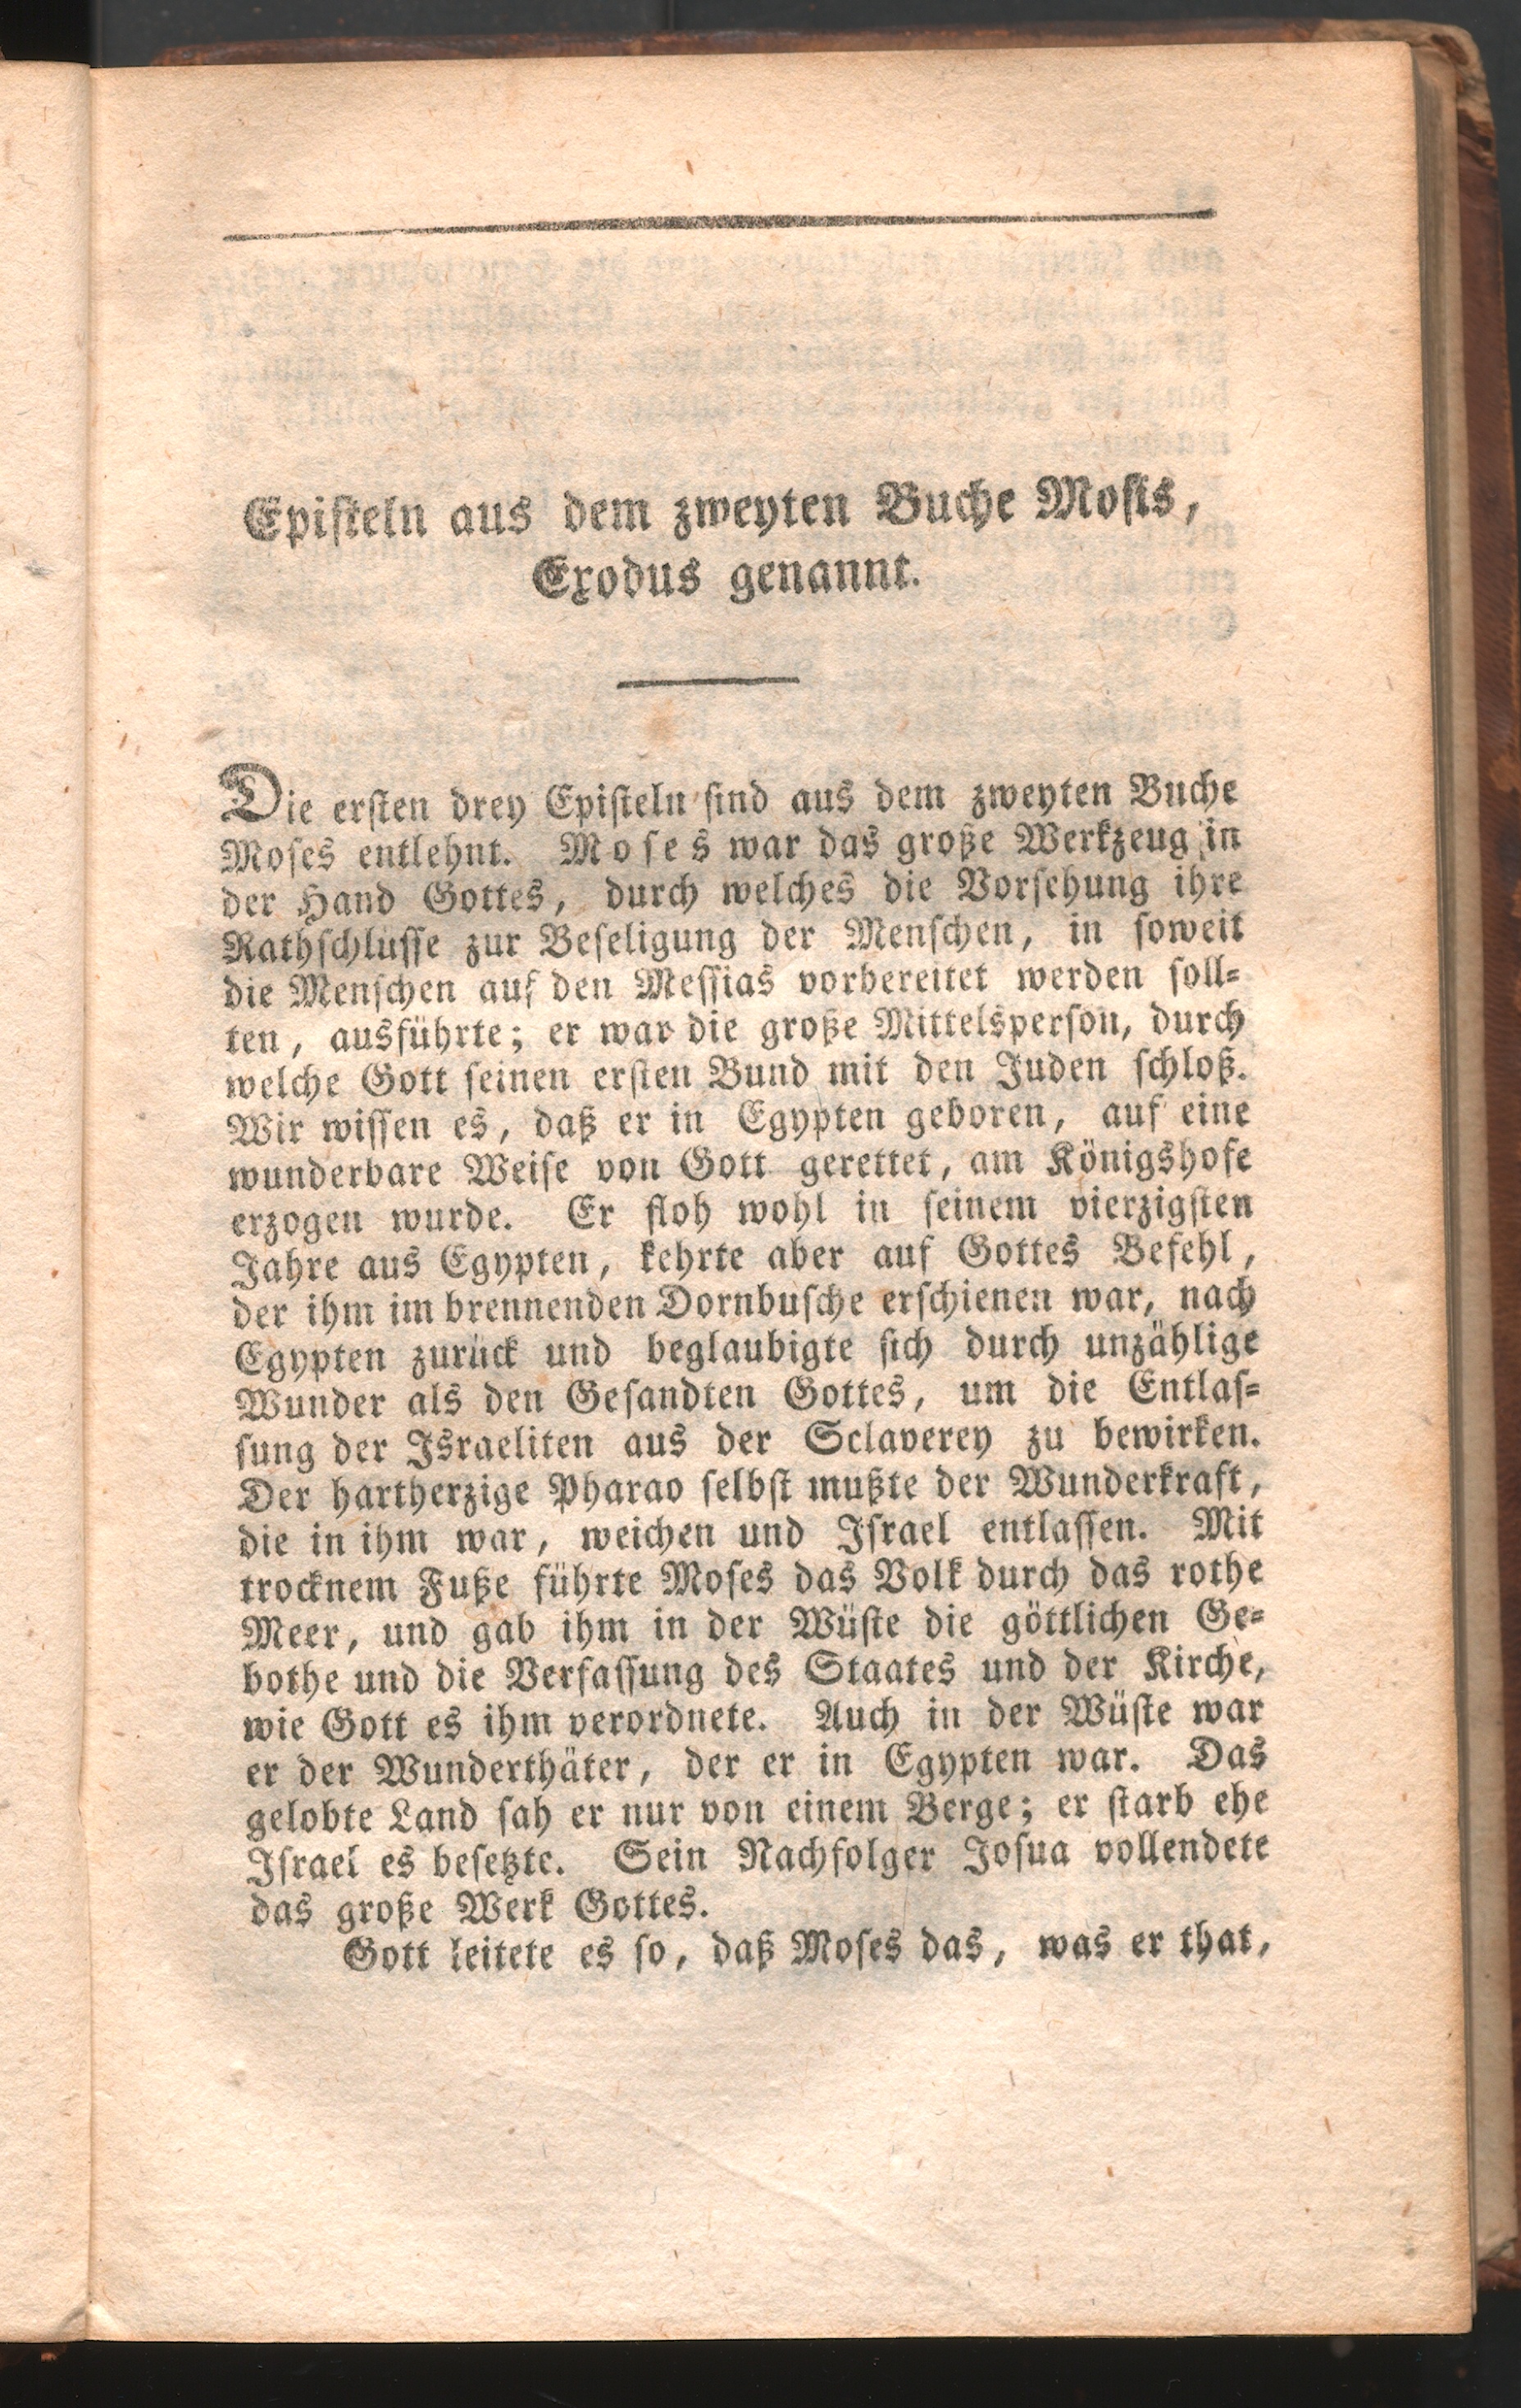 Episteln aus dem zweyten Buche Mosis,
Exodus genannt.
Die ersten drey Episteln sind aus dem zweyten Buche
Moses entlehnt. Moses war das große Werkzeug in
der Hand Gottes, durch welches die Vorsehung ihre
Rathschlüsse zur Beseligung der Menschen, in soweit
die Menschen auf den Messias vorbereitet werden soll-
ten, ausführte; er war die große Mittelsperson, durch
welche Gott seinen ersten Bund mit den Juden schloß.
Wir wissen es, daß er in Egypten geboren, auf eine
wunderbare Weise von Gott gerettet, am Königshofe
erzogen wurde. Er floh wohl in seinem vierzigsten
Jahre aus Egypten, kehrte aber auf Gottes Befehl,
der ihm im brennenden Dornbusche erschienen war, nach
Egypten zurück und beglaubigte sich durch unzählige
Wunder als den Gesandten Gottes, um die Entlas-
sung der Israeliten aus der Sclaverey zu bewirken.
Der hartherzige Pharao selbst mußte der Wunderkraft,
die in ihm war, weichen und Israel entlassen. Mit
trocknem Fuße führte Moses das Volk durch das rothe
Meer, und gab ihm in der Wüste die göttlichen Ge-
bothe und die Verfassung des Staates und der Kirche,
wie Gott es ihm verordnete. Auch in der Wüste war
er der Wunderthäter, der er in Egypten war. Das
gelobte Land sah er nur von einem Berge; er starb ehe
Israel es besetzte. Sein Nachfolger Josua vollendete
das große Werk Gottes.
Gott leitete es so, daß Moses das, was er that,